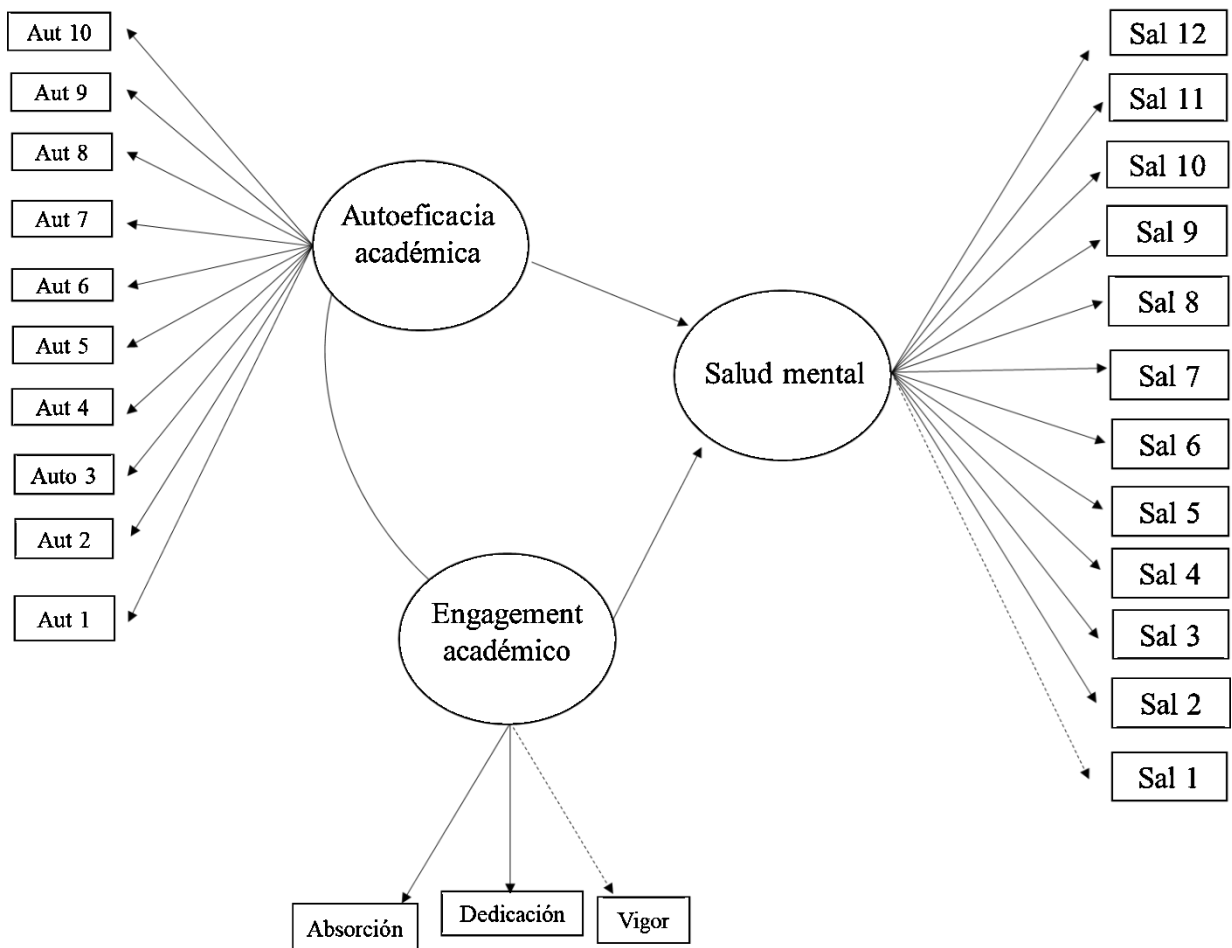 Aut 10
Aut 9
Aut 8
Aut 7
Aut 6
Aut 5
Aut 4
Auto 3
Aut 2
Aut 1
Autoeficacia
académica
Engagement
académico
Absorción
Dedicación
Vigor
Salud mental
Sal 12
Sal 11
Sal 10
Sal 9
Sal 8
Sal 7
Sal 6
Sal 5
Sal 4
Sal 3
Sal 2
Sal 1